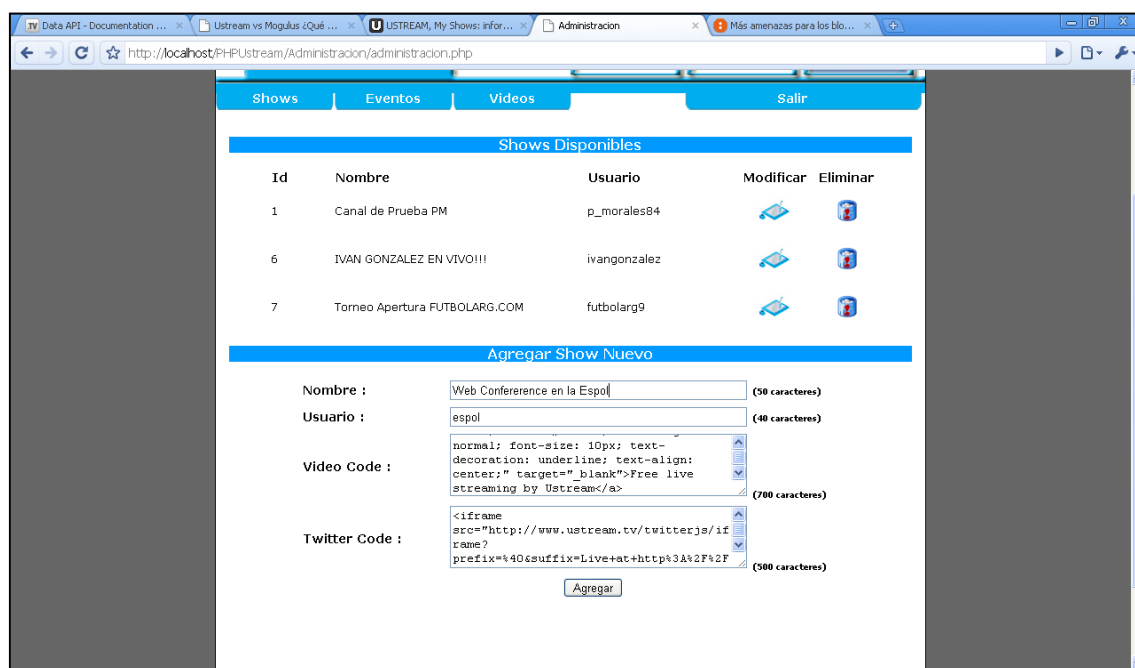 Data API - Documentation ...
Ustream vs Mogulus ¿Qué ...
USTREAM, My Shows: infor...
Administracion
Más amenazas para los blo...
http://localhost/PHPUstream/Administracion/administracion.php
Shows Eventos Videos Salir
Shows Disponibles
Id Nombre Usuario Modificar Eliminar
1 Canal de Prueba PM p_morales84
6 IVAN GONZALEZ EN VIVO!!! ivangonzalez
7 Torneo Apertura FUTBOLARG.COM futbolarg9
Agregar Show Nuevo
Nombre : Web Confererence en la Espol (50 caracteres)
Usuario : espol (40 caracteres)
Video Code :
normal; font-size: 10px; text-
decoration: underline; text-align:
center;" target="_blank">Free live
streaming by Ustream</a>
(700 caracteres)
Twitter Code :
<iframe
src="http://www.ustream.tv/twitterjs/if
rame?
prefix=%40&suffix=Live+at+http%3A%2F%2F
(500 caracteres)
Agregar